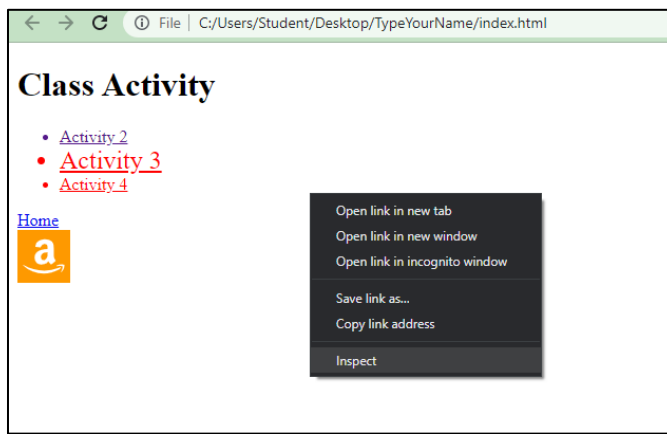 File | C:/Users/Student/Desktop/TypeYourName/index.html
Class Activity
Activity 2
Activity 3
Activity 4
Home
a
Open link in new tab
Open link in new window
Open link in incognito window
Save link as...
Copy link address
Inspect